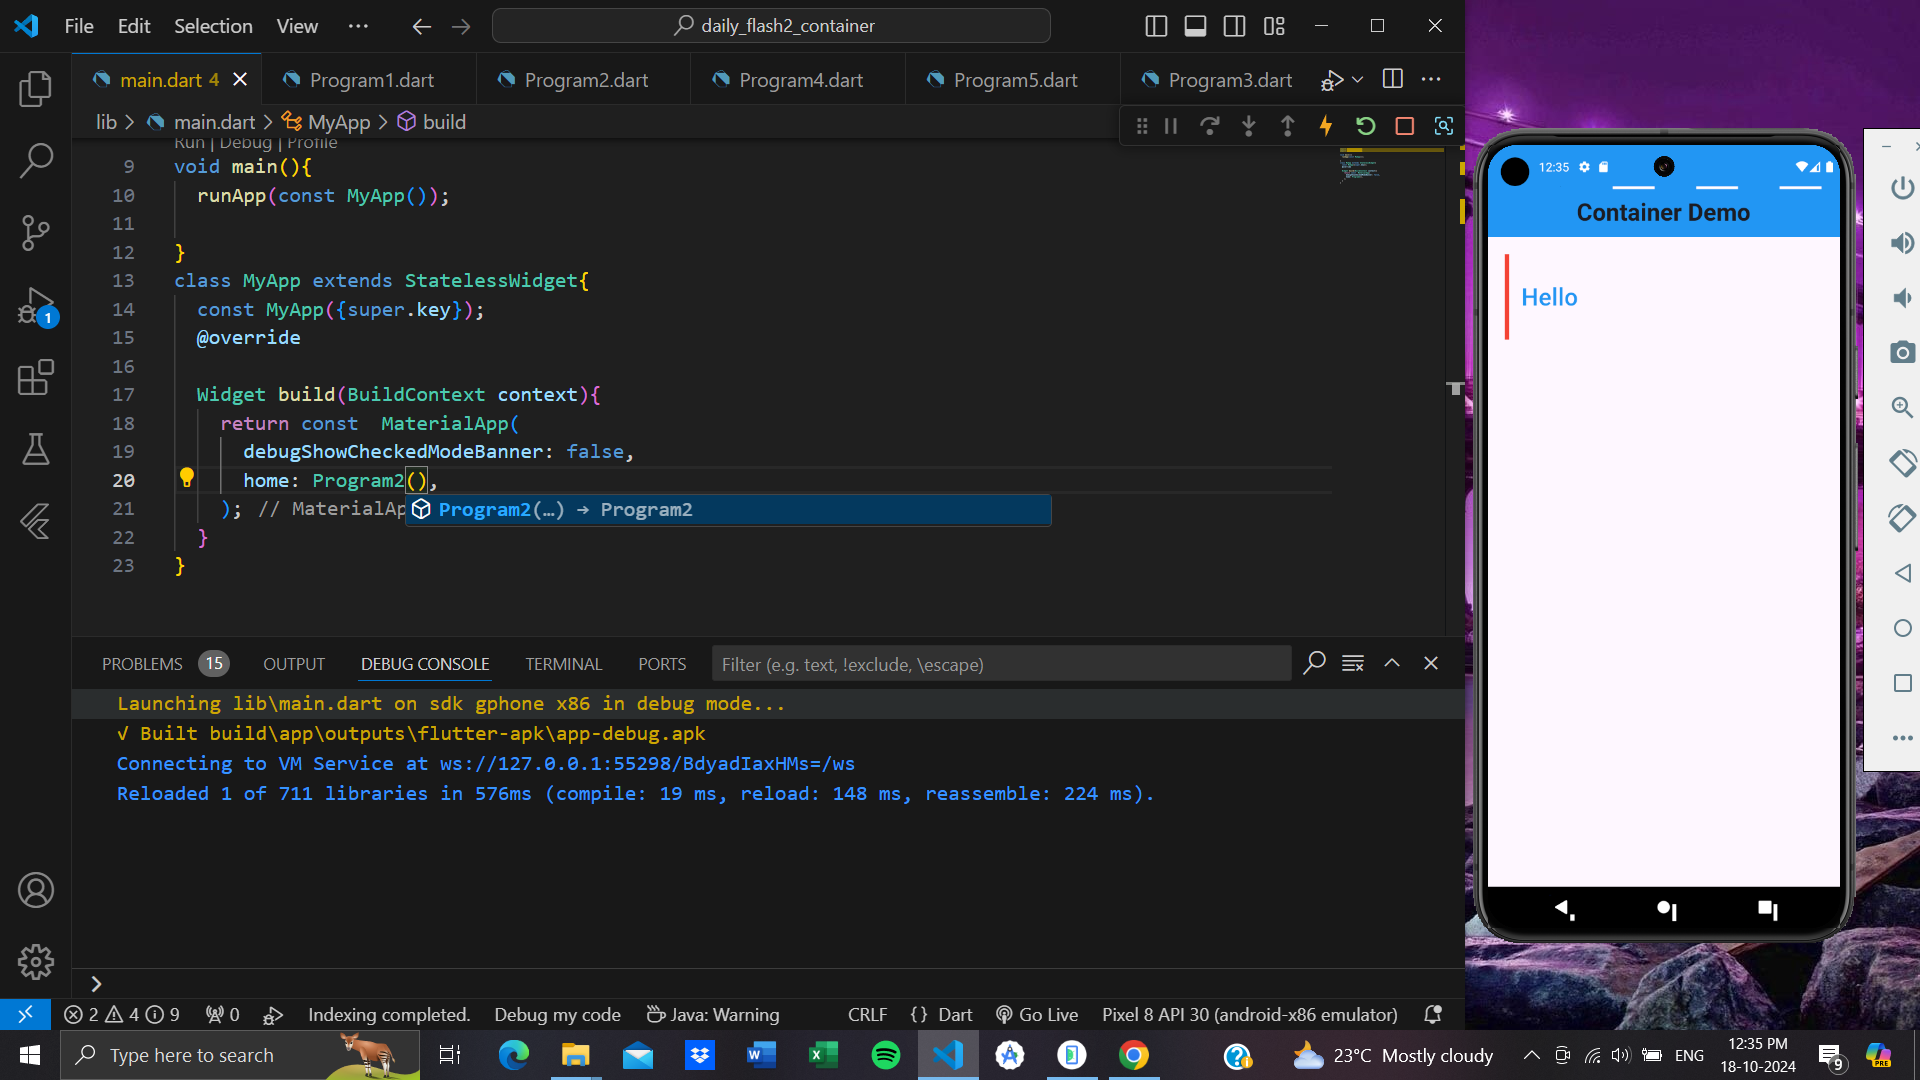 File Edit Selection View ··· daily_flash2_container
main.dart 4 Program1.dart Program2.dart Program4.dart Program5.dart Program3.dart
lib > main.dart > MyApp > build
Run | Debug | Profile
9 void main(){
10 runApp(const MyApp());
11
12 }
13 class MyApp extends StatelessWidget{
14 const MyApp({super.key});
15 @override
16
17 Widget build(BuildContext context){
18 return const  MaterialApp(
19 debugShowCheckedModeBanner: false,
20 home: Program2(),
21 ); // MaterialAp
Program2(…) → Program2
22 }
23 }
PROBLEMS 15 OUTPUT DEBUG CONSOLE TERMINAL PORTS Filter (e.g. text, !exclude, \escape)
Launching lib\main.dart on sdk gphone x86 in debug mode...
√ Built build\app\outputs\flutter-apk\app-debug.apk
Connecting to VM Service at ws://127.0.0.1:55298/BdyadIaxHMs=/ws
Reloaded 1 of 711 libraries in 576ms (compile: 19 ms, reload: 148 ms, reassemble: 224 ms).
1
>
2 4 9 0 Indexing completed. Debug my code Java: Warning CRLF {} Dart Go Live Pixel 8 API 30 (android-x86 emulator)
12:35
Container Demo
Hello
Type here to search
23°C Mostly cloudy ENG
12:35 PM
18-10-2024
9
PRE